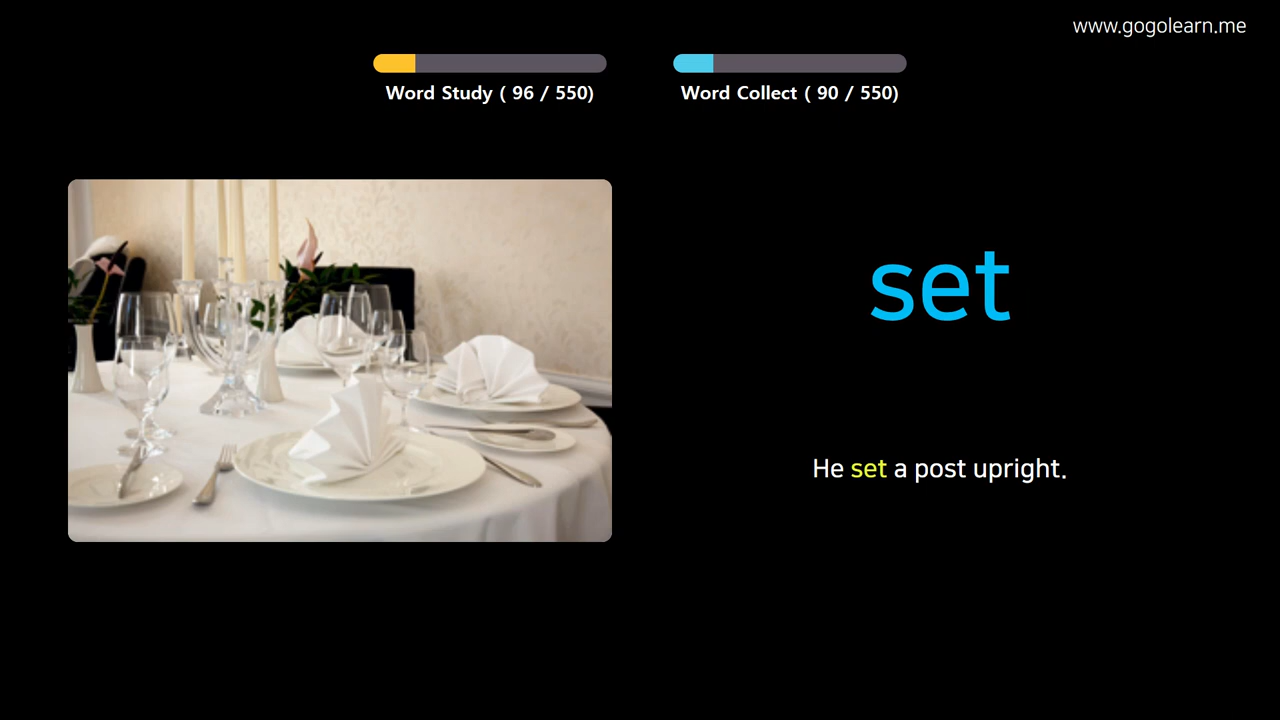 www.gogolearn.me
Word Study ( 96 / 550)
Word Collect ( 90 / 550)
set
He set a post upright.